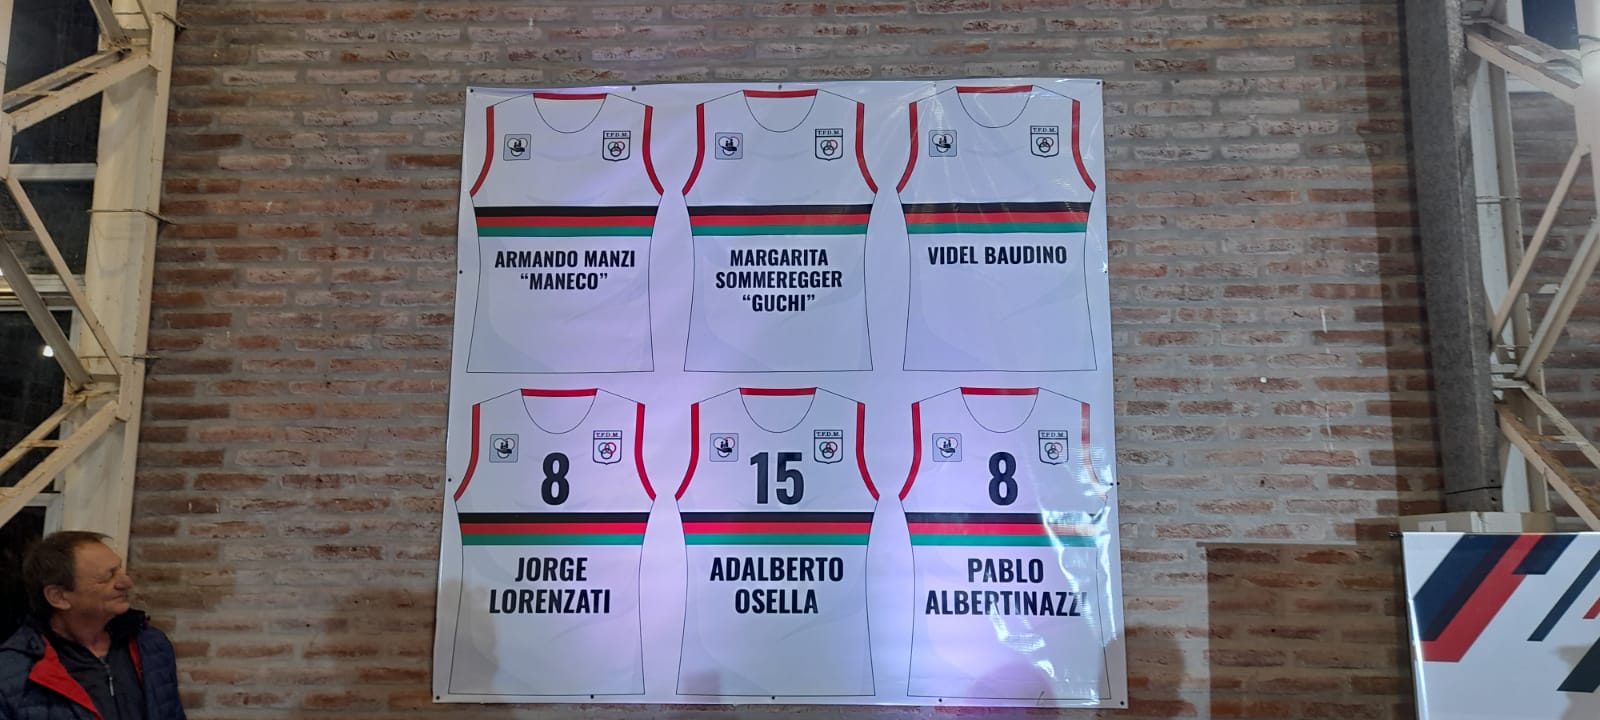 T.F.D.M.
T.F.D.M.
T.F.D.M.
ARMANDO MANZI
“MANECO”
MARGARITA
SOMMEREGGER
“GUCHI”
VIDEL BAUDINO
T.F.D.M.
T.F.D.M.
T.F.D.M.
8
15
8
JORGE
LORENZATI
ADALBERTO
OSELLA
PABLO
ALBERTINAZZI